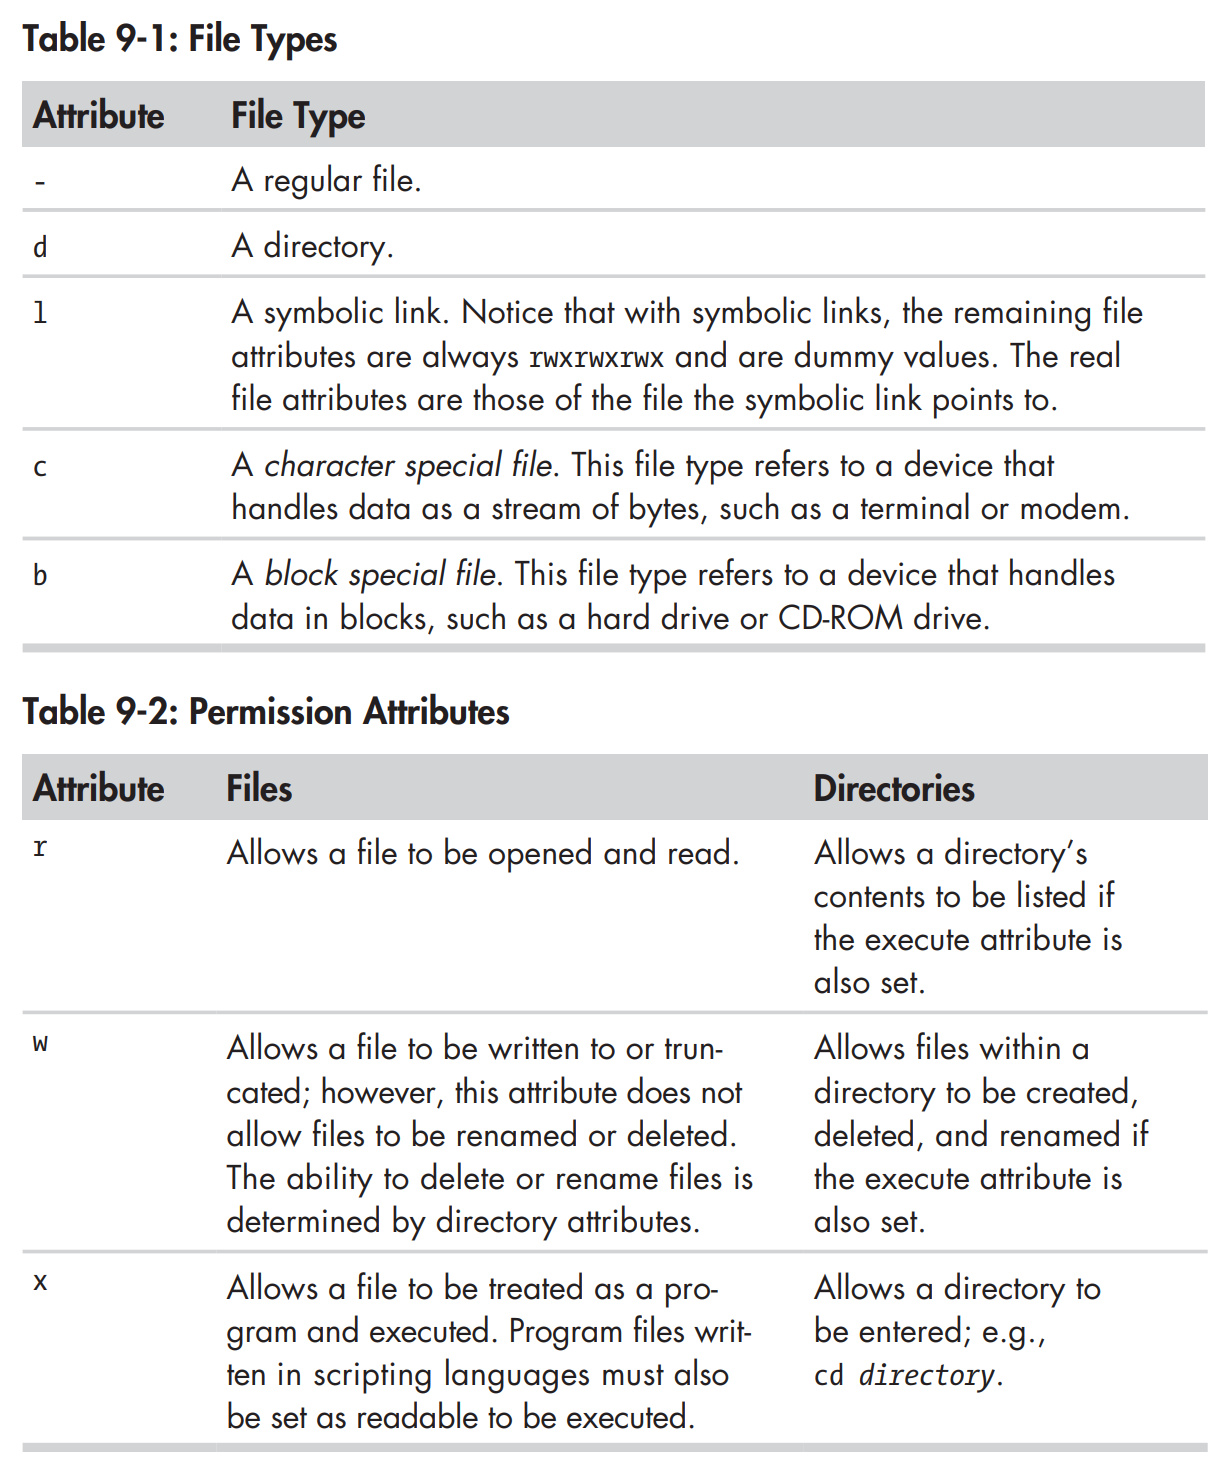 Table 9-1: File Types
Attribute File Type
- A regular file.
d A directory.
l A symbolic link. Notice that with symbolic links, the remaining file
attributes are always rwxrwxrwx and are dummy values. The real
file attributes are those of the file the symbolic link points to.
c A character special file. This file type refers to a device that
handles data as a stream of bytes, such as a terminal or modem.
b A block special file. This file type refers to a device that handles
data in blocks, such as a hard drive or CD-ROM drive.
Table 9-2: Permission Attributes
Attribute Files Directories
r Allows a file to be opened and read. Allows a directory’s
contents to be listed if
the execute attribute is
also set.
w Allows a file to be written to or trun-
cated; however, this attribute does not
allow files to be renamed or deleted.
The ability to delete or rename files is
determined by directory attributes.
Allows files within a
directory to be created,
deleted, and renamed if
the execute attribute is
also set.
x Allows a file to be treated as a pro-
gram and executed. Program files writ-
ten in scripting languages must also
be set as readable to be executed.
Allows a directory to
be entered; e.g.,
cd directory.